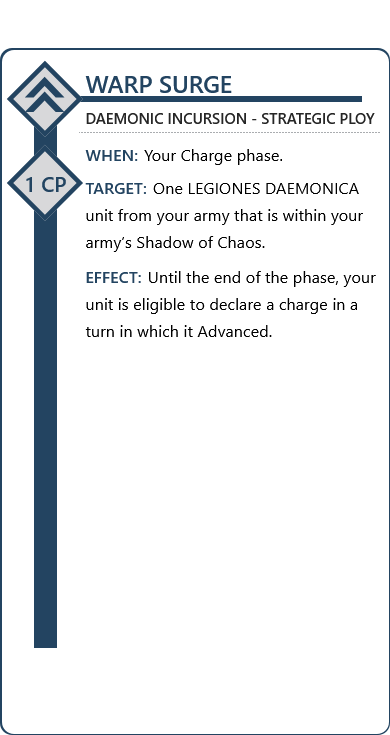 WARP SURGE
DAEMONIC INCURSION - STRATEGIC PLOY
1 CP
WHEN: Your Charge phase.
TARGET: One LEGIONES DAEMONICA
unit from your army that is within your
army’s Shadow of Chaos.
EFFECT: Until the end of the phase, your
unit is eligible to declare a charge in a
turn in which it Advanced.